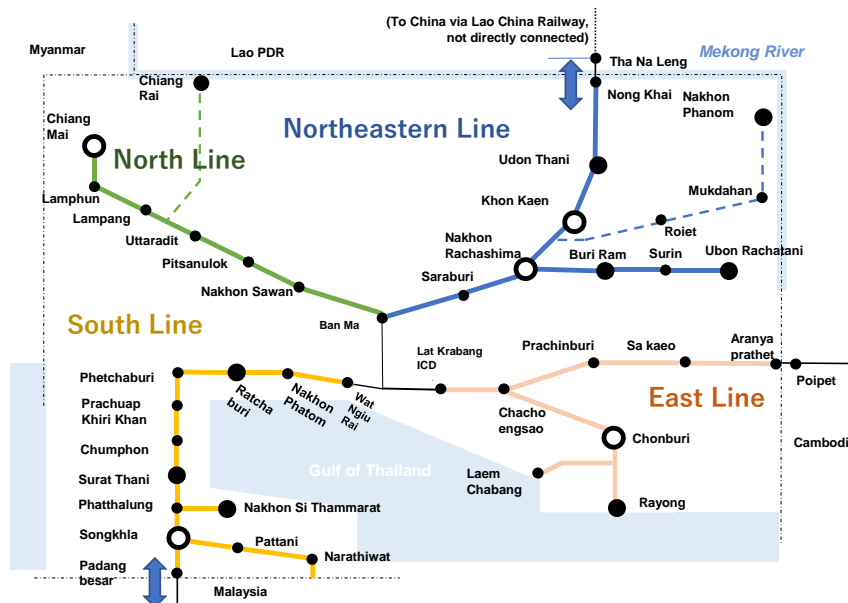 (To China via Lao China Railway,
not directly connected)
Myanmar
Lao PDR
Mekong River
Tha Na Leng
Chiang
Rai
Nong Khai
Nakhon
Phanom
Chiang
Mai
Northeastern Line
North Line
Udon Thani
Lamphun
Khon Kaen
Mukdahan
Lampang
Roiet
Uttaradit
Nakhon
Rachashima
Buri Ram
Surin
Ubon Rachatani
Pitsanulok
Saraburi
Nakhon Sawan
South Line
Ban Ma
Lat Krabang
ICD
Prachinburi
Sa kaeo
Aranya
prathet
Poipet
Phetchaburi
Ratcha
buri
Nakhon
Phatom
Wat
Ngiu
Rai
East Line
Prachuap
Khiri Khan
Chacho
engsao
Chumphon
Chonburi
Cambodi
Surat Thani
Gulf of Thailand
Laem
Chabang
Phatthalung
Nakhon Si Thammarat
Rayong
Songkhla
Pattani
Narathiwat
Padang
besar
Malaysia